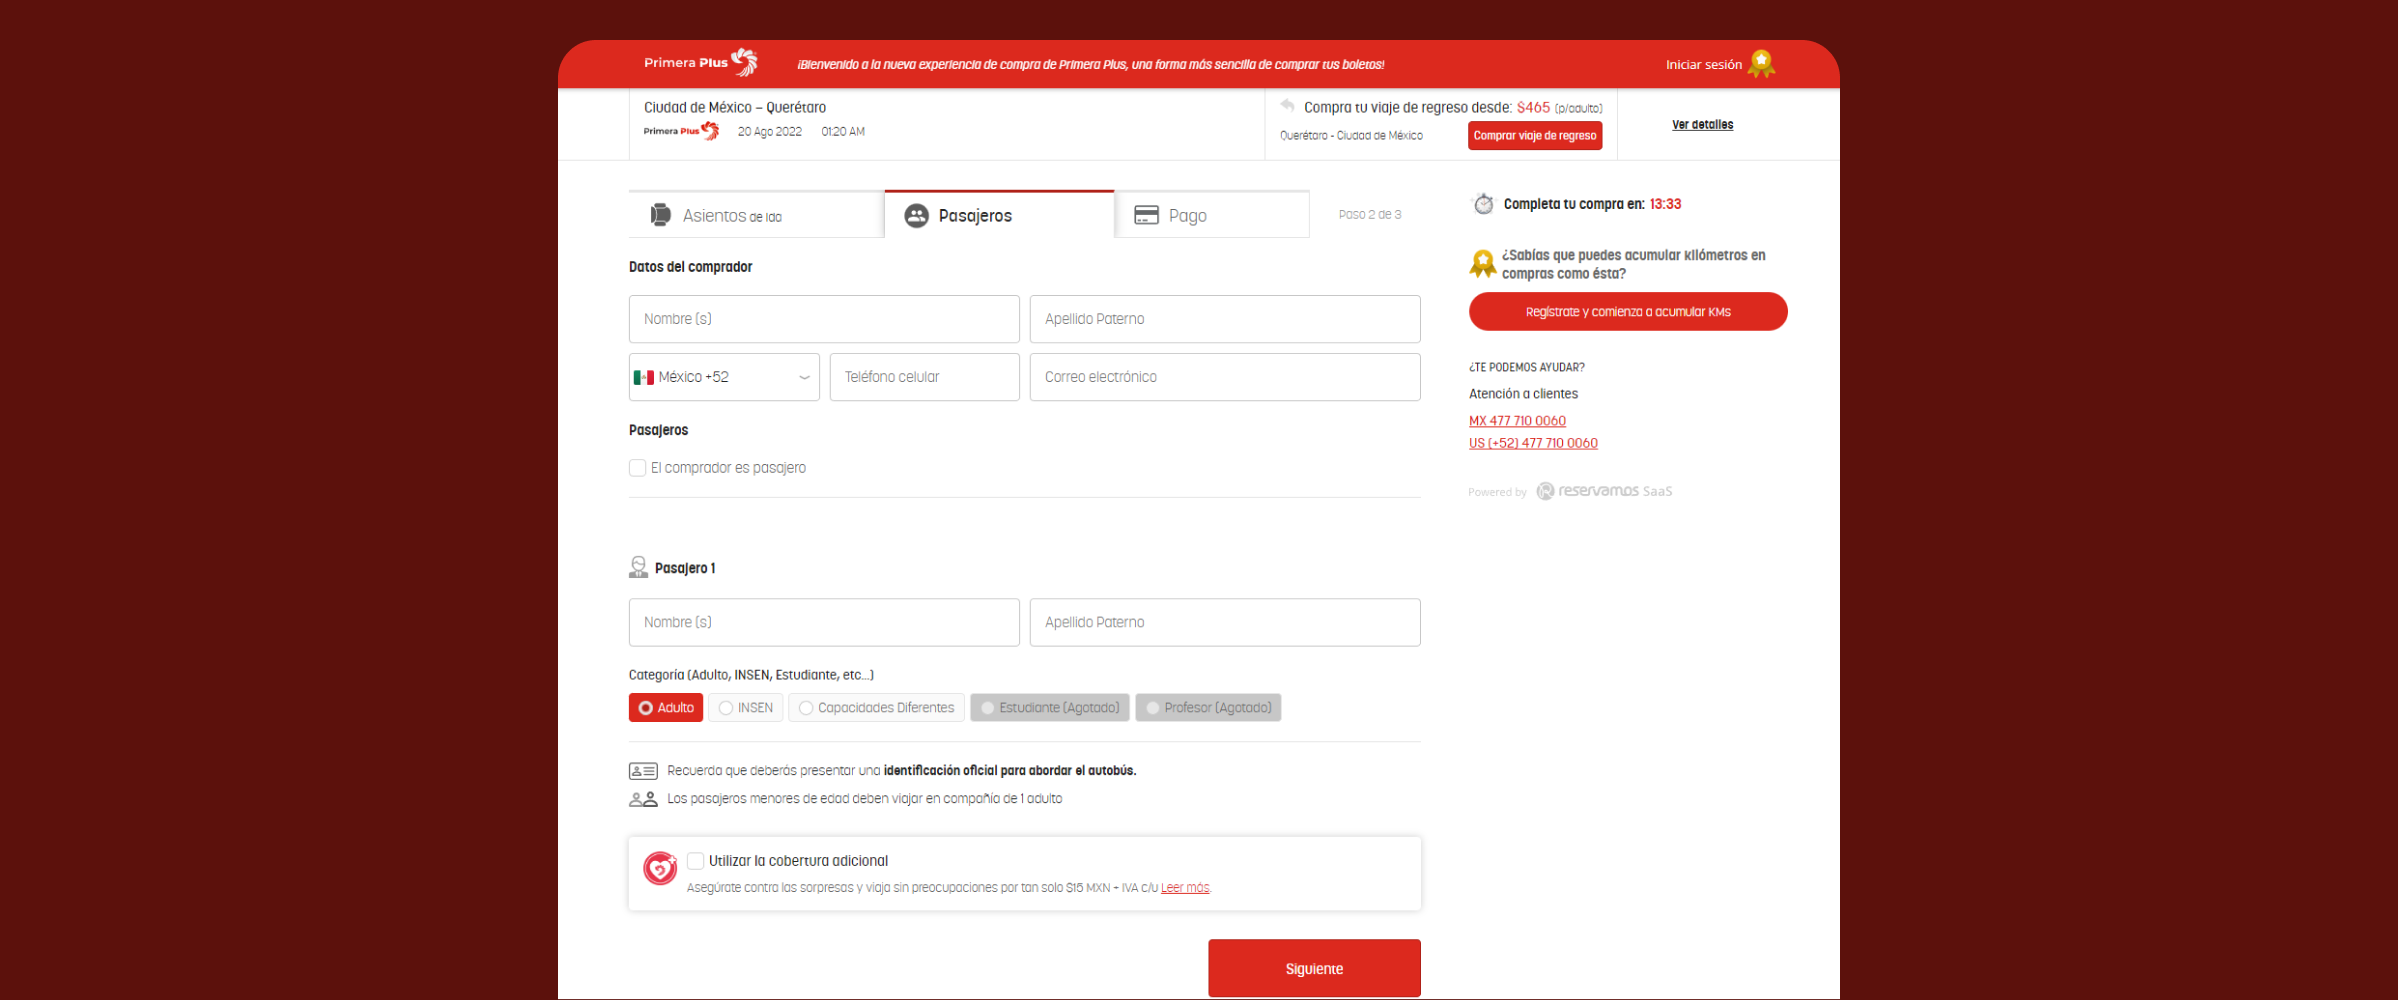 Primera Plus
¡Bienvenido a la nueva experiencia de compra de Primera Plus, una forma más sencilla de comprar tus boletos!
Iniciar sesión
Ciudad de México – Querétaro
Primera Plus 20 Ago 2022 01:20 AM
Compra tu viaje de regreso desde: $465 (p/adulto)
Querétaro - Ciudad de México
Comprar viaje de regreso
Ver detalles
Asientos de ida
Pasajeros
Pago
Paso 2 de 3
Datos del comprador
Nombre (s)
Apellido Paterno
México +52
Teléfono celular
Correo electrónico
Pasajeros
El comprador es pasajero
Pasajero 1
Nombre (s)
Apellido Paterno
Categoría (Adulto, INSEN, Estudiante, etc...)
Adulto
INSEN
Capacidades Diferentes
Estudiante (Agotado)
Profesor (Agotado)
Recuerda que deberás presentar una identificación oficial para abordar el autobús.
Los pasajeros menores de edad deben viajar en compañía de 1 adulto
Utilizar la cobertura adicional
Asegúrate contra las sorpresas y viaja sin preocupaciones por tan solo $15 MXN + IVA c/u Leer más.
Siguiente
Completa tu compra en: 13:33
¿Sabías que puedes acumular kilómetros en
compras como ésta?
Regístrate y comienza a acumular KMs
¿TE PODEMOS AYUDAR?
Atención a clientes
MX 477 710 0060
US (+52) 477 710 0060
Powered by reservamos SaaS